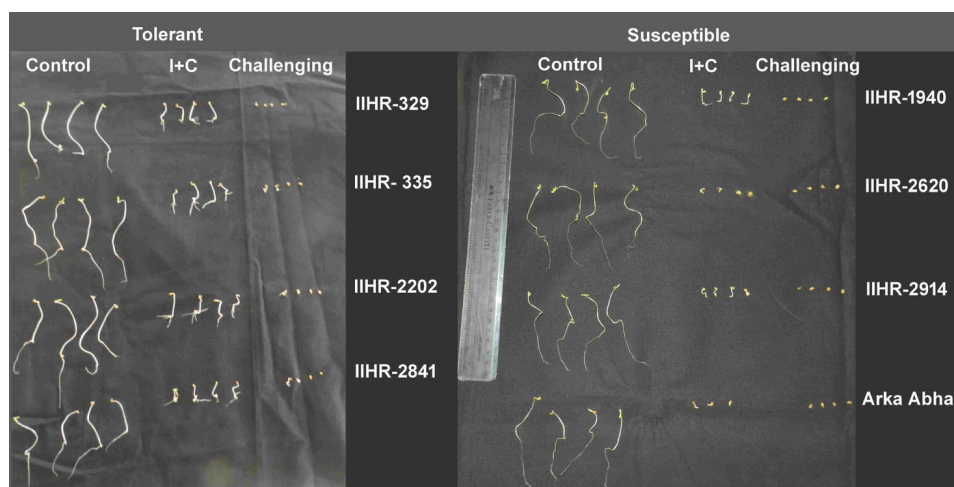 Tolerant Susceptible
Control I+C Challenging Control I+C Challenging
IIHR-329 IIHR-1940
IIHR- 335 IIHR-2620
IIHR-2202 IIHR-2914
IIHR-2841 Arka Abha